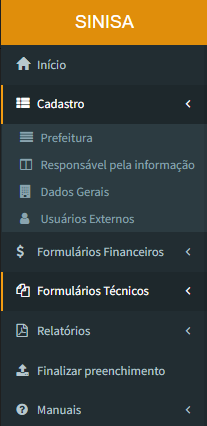 SINISA
Início
Cadastro
Prefeitura
Responsável pela informação
Dados Gerais
Usuários Externos
$ Formulários Financeiros
Formulários Técnicos
Relatórios
Finalizar preenchimento
Manuais